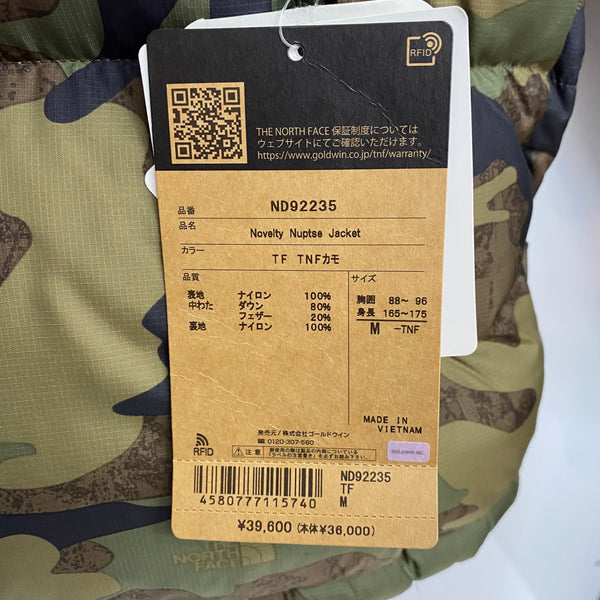 RFID
THE NORTH FACE 保証制度については
ウェブサイトにてご確認いただけます
https://www.goldwin.co.jp/tnf/warranty/
品番 ND92235
品名 Novelty Nuptse Jacket
カラー TF TNFカモ
品質
表地 ナイロン 100%
中わた ダウン 80%
フェザー 20%
裏地 ナイロン 100%
サイズ
胸囲 88～ 96
身長 165～175
M -TNF
MADE IN
VIETNAM
発売元/株式会社ゴールドウイン
0120-307-560
RFID
注意
GOLDWIN INC.
4580777115740
ND92235
TF
M
¥39,600 (本体¥36,000)
THE
NORTH
FACE